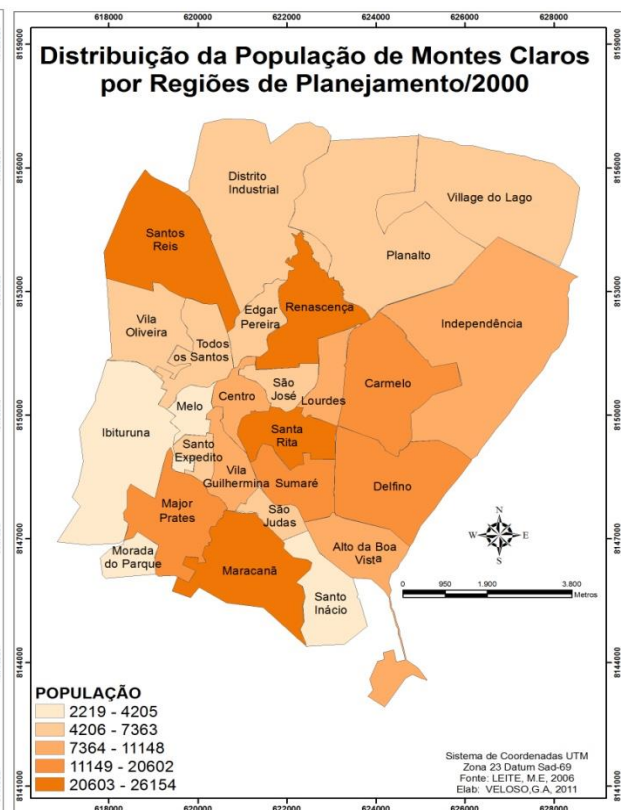 618000 620000 622000 624000 626000 628000
Distribuição da População de Montes Claros
por Regiões de Planejamento/2000
8159000
8156000
8153000
8150000
8147000
8144000
8141000
Distrito
Industrial
Village do Lago
Santos
Reis
Planalto
Edgar
Pereira
Renascença
Independência
Vila
Oliveira
Todos
os Santos
São
José
Carmelo
Melo
Centro
Lourdes
Ibituruna
Santa
Rita
Santo
Expedito
Vila
Guilhermina
Sumaré
Delfino
Major
Prates
São
Judas
Morada
do Parque
Maracanã
Alto da Boa
Vista
Santo
Inácio
N
W E
S
0 950 1.900 3.800
Metros
POPULAÇÃO
2219 - 4205
4206 - 7363
7364 - 11148
11149 - 20602
20603 - 26154
Sistema de Coordenadas UTM
Zona 23 Datum Sad-69
Fonte: LEITE, M.E, 2006
Elab: VELOSO,G.A, 2011
618000 620000 622000 624000 626000 628000